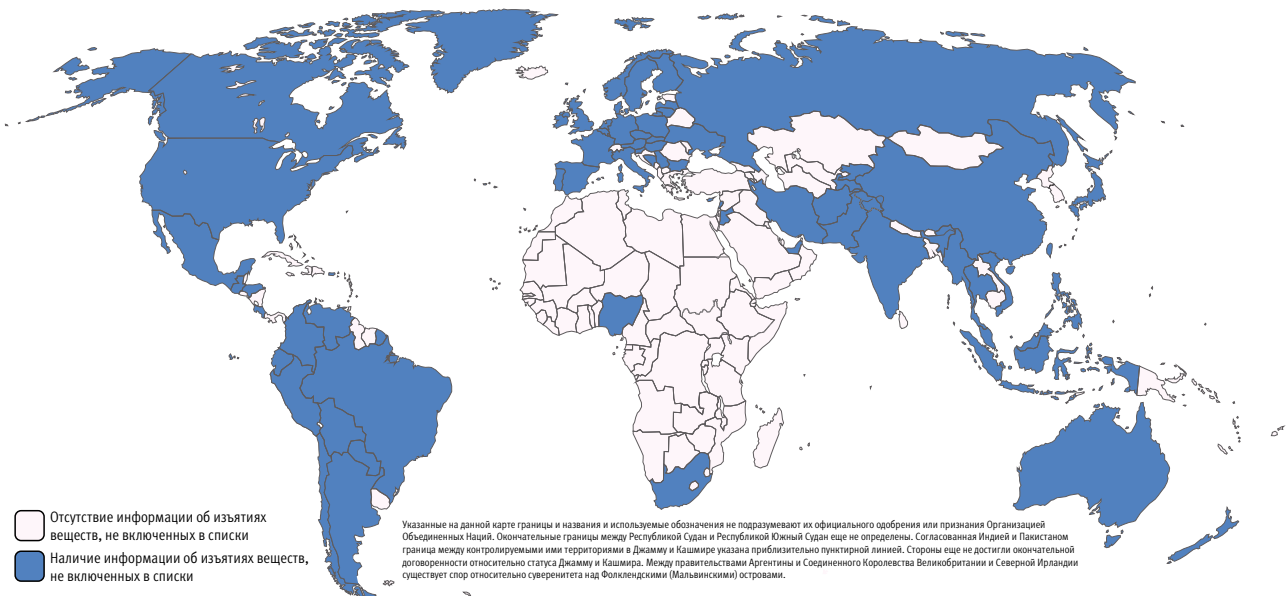 Отсутствие информации об изъятиях
веществ, не включенных в списки
Наличие информации об изъятиях веществ,
не включенных в списки
Указанные на данной карте границы и названия и используемые обозначения не подразумевают их официального одобрения или признания Организацией
Объединенных Наций. Окончательные границы между Республикой Судан и Республикой Южный Судан еще не определены. Согласованная Индией и Пакистаном
граница между контролируемыми ими территориями в Джамму и Кашмире указана приблизительно пунктирной линией. Стороны еще не достигли окончательной
договоренности относительно статуса Джамму и Кашмира. Между правительствами Аргентины и Соединенного Королевства Великобритании и Северной Ирландии
существует спор относительно суверенитета над Фолклендскими (Мальвинскими) островами.